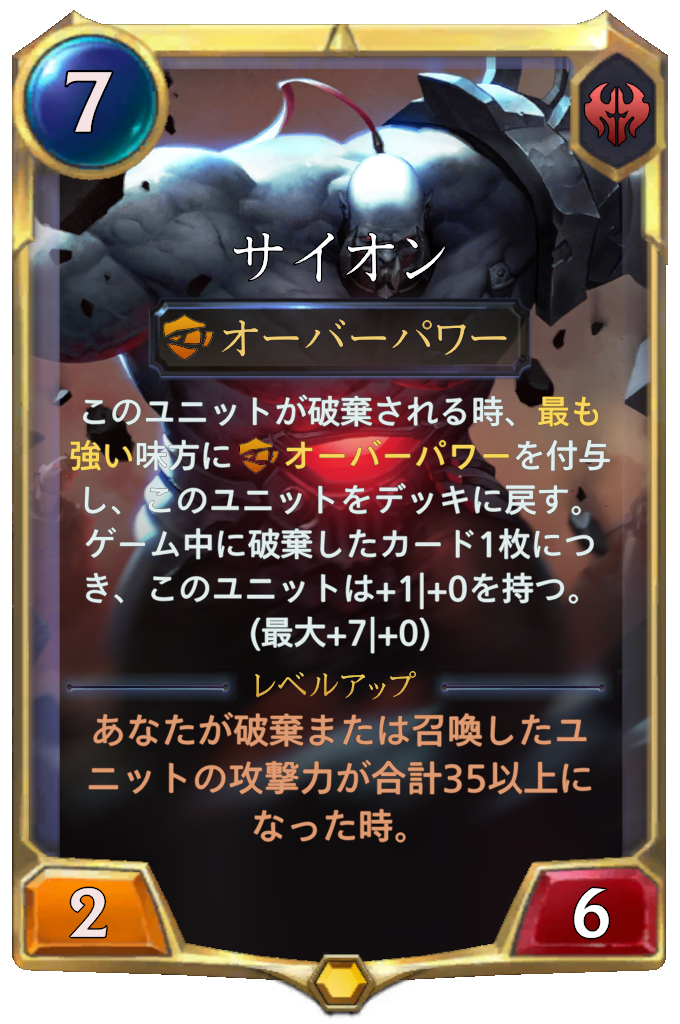 7
サイオン
オーバーパワー
このユニットが破棄される時、最も
強い味方にオーバーパワーを付与
し、このユニットをデッキに戻す。
ゲーム中に破棄したカード1枚につ
き、このユニットは+1|+0を持つ。
(最大+7|+0)
レベルアップ
あなたが破棄または召喚したユ
ニットの攻撃力が合計35以上に
なった時。
2
6